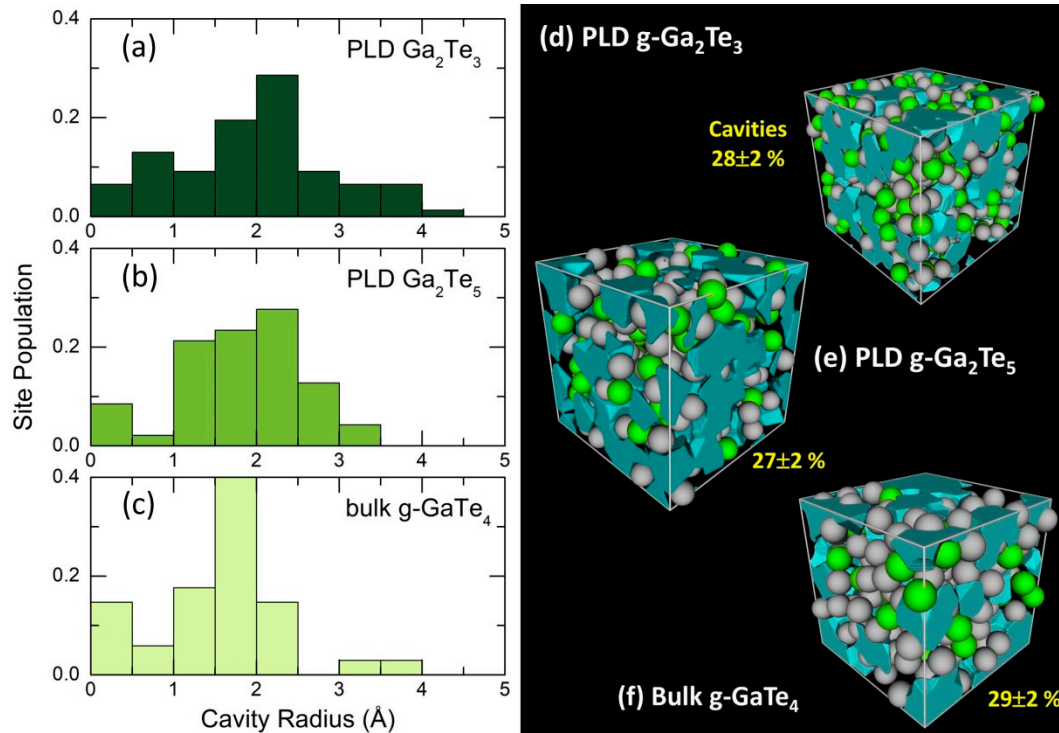 (a)
PLD Ga₂Te₃
0.4
0.2
0.0
0 1 2 3 4 5
(b)
PLD Ga₂Te₅
0.4
0.2
0.0
0 1 2 3 4 5
(c)
bulk g-GaTe₄
0.4
0.2
0.0
0 1 2 3 4 5
Site Population
Cavity Radius (Å)
(d) PLD g-Ga₂Te₃
Cavities
28±2 %
(e) PLD g-Ga₂Te₅
27±2 %
(f) Bulk g-GaTe₄
29±2 %